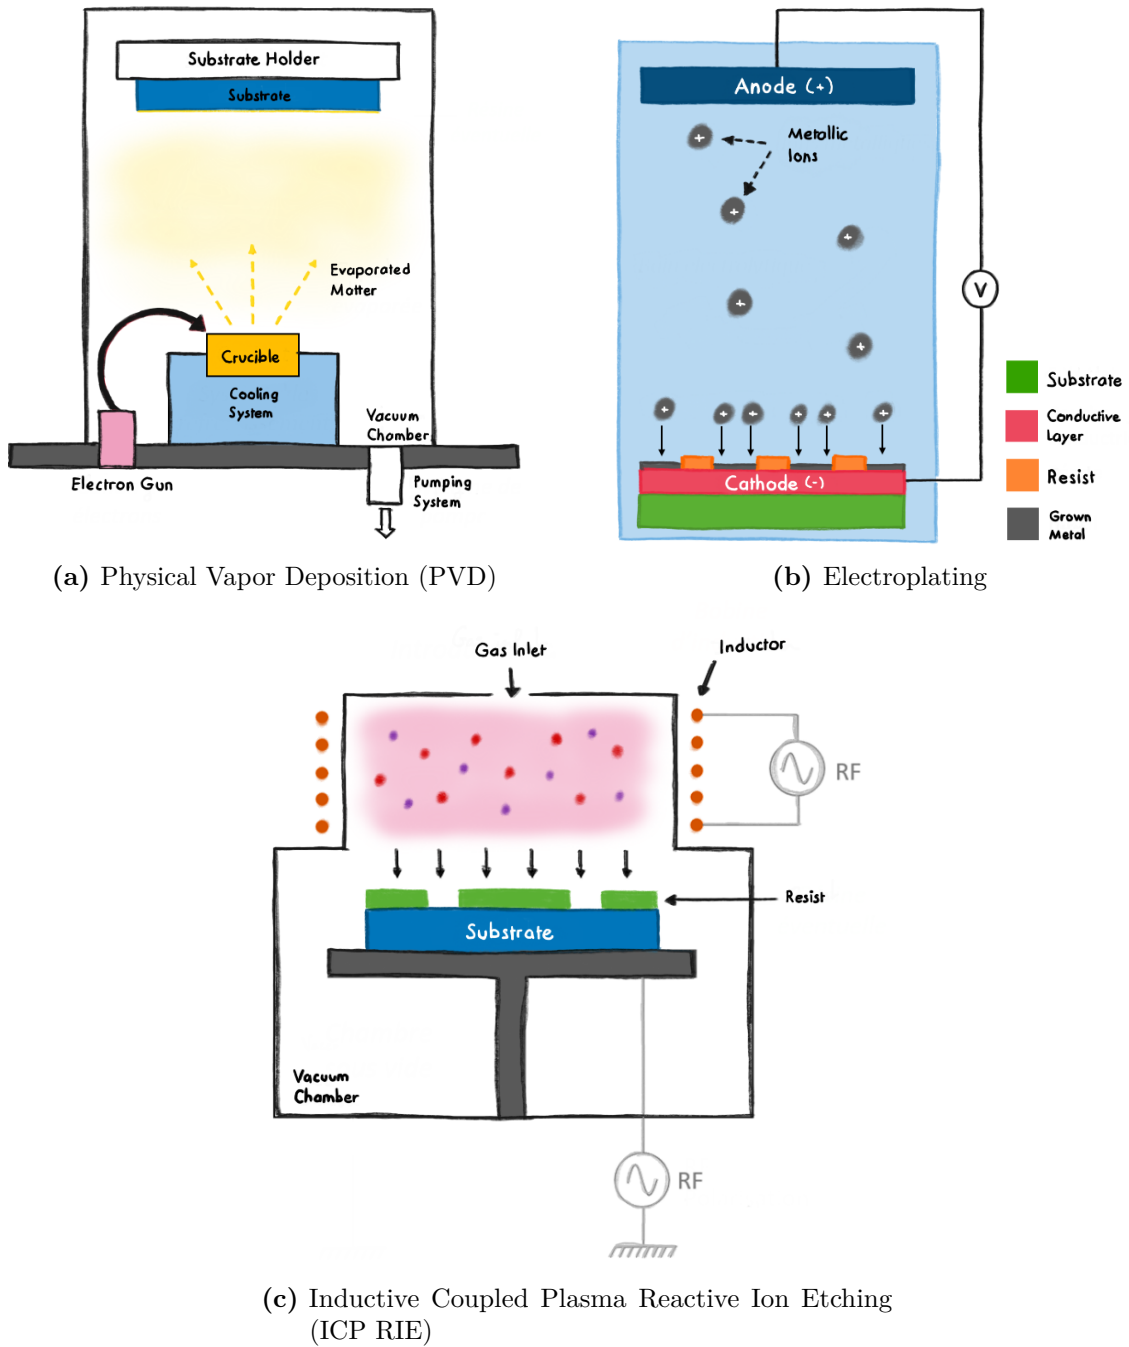 Substrate Holder
Substrate
Evaporated
Matter
Crucible
Cooling
System
Vacuum
Chamber
Electron Gun
Pumping
System
(a) Physical Vapor Deposition (PVD)
Anode (+)
Metallic
Ions
+
+
+
+
+
+
+
+
+
+
+
V
Cathode (-)
Substrate
Conductive
Layer
Resist
Grown
Metal
(b) Electroplating
Gas Inlet
Inductor
RF
Resist
Substrate
Vacuum
Chamber
RF
(c) Inductive Coupled Plasma Reactive Ion Etching
(ICP RIE)